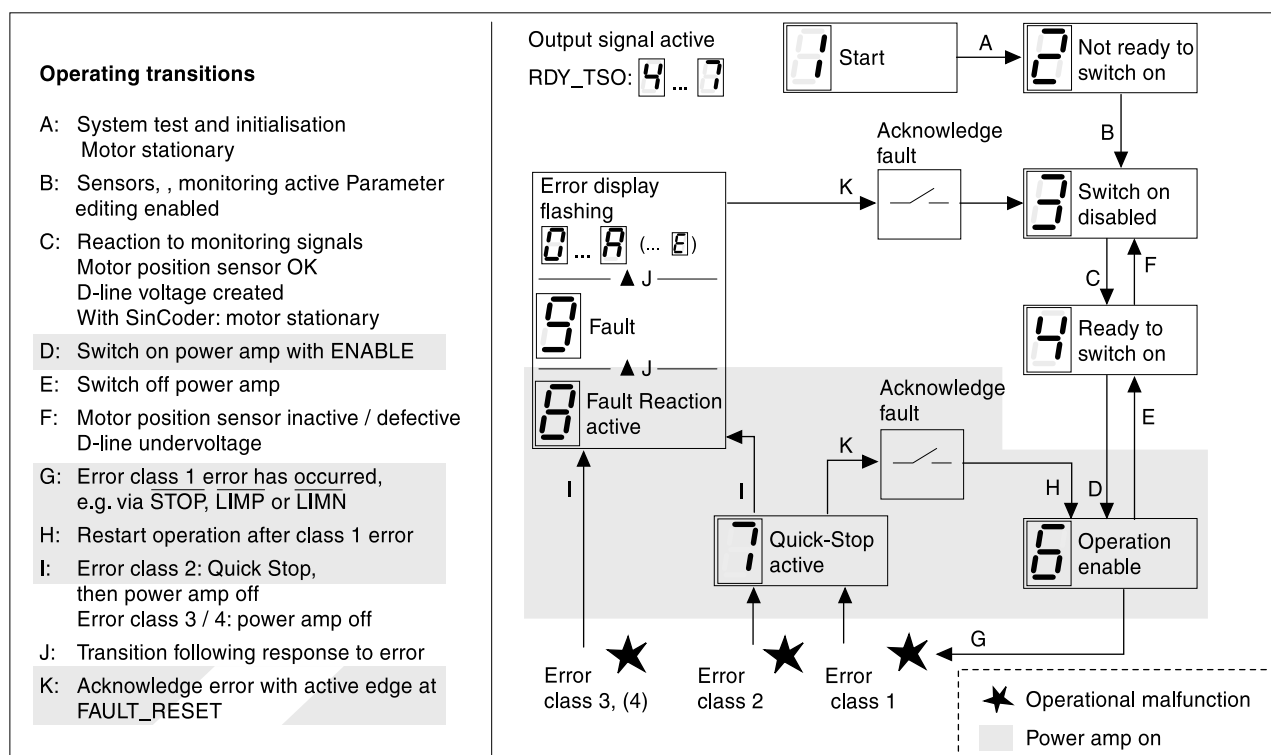 Operating transitions
A: System test and initialisation
Motor stationary
B: Sensors, , monitoring active Parameter
editing enabled
C: Reaction to monitoring signals
Motor position sensor OK
D-line voltage created
With SinCoder: motor stationary
D: Switch on power amp with ENABLE
E: Switch off power amp
F: Motor position sensor inactive / defective
D-line undervoltage
G: Error class 1 error has occurred,
e.g. via STOP, LIMP or LIMN
H: Restart operation after class 1 error
I: Error class 2: Quick Stop,
then power amp off
Error class 3 / 4: power amp off
J: Transition following response to error
K: Acknowledge error with active edge at
FAULT_RESET
Output signal active
RDY_TSO: 4 ... 7
1 Start
A
2 Not ready to
switch on
B
Acknowledge
fault
K
3 Switch on
disabled
Error display
flashing
0 ... A (... E)
J
C
F
9 Fault
4 Ready to
switch on
J
8 Fault Reaction
active
Acknowledge
fault
E
K
I
I
H
D
7 Quick-Stop
active
6 Operation
enable
G
Error
class 3, (4)
Error
class 2
Error
class 1
Operational malfunction
Power amp on